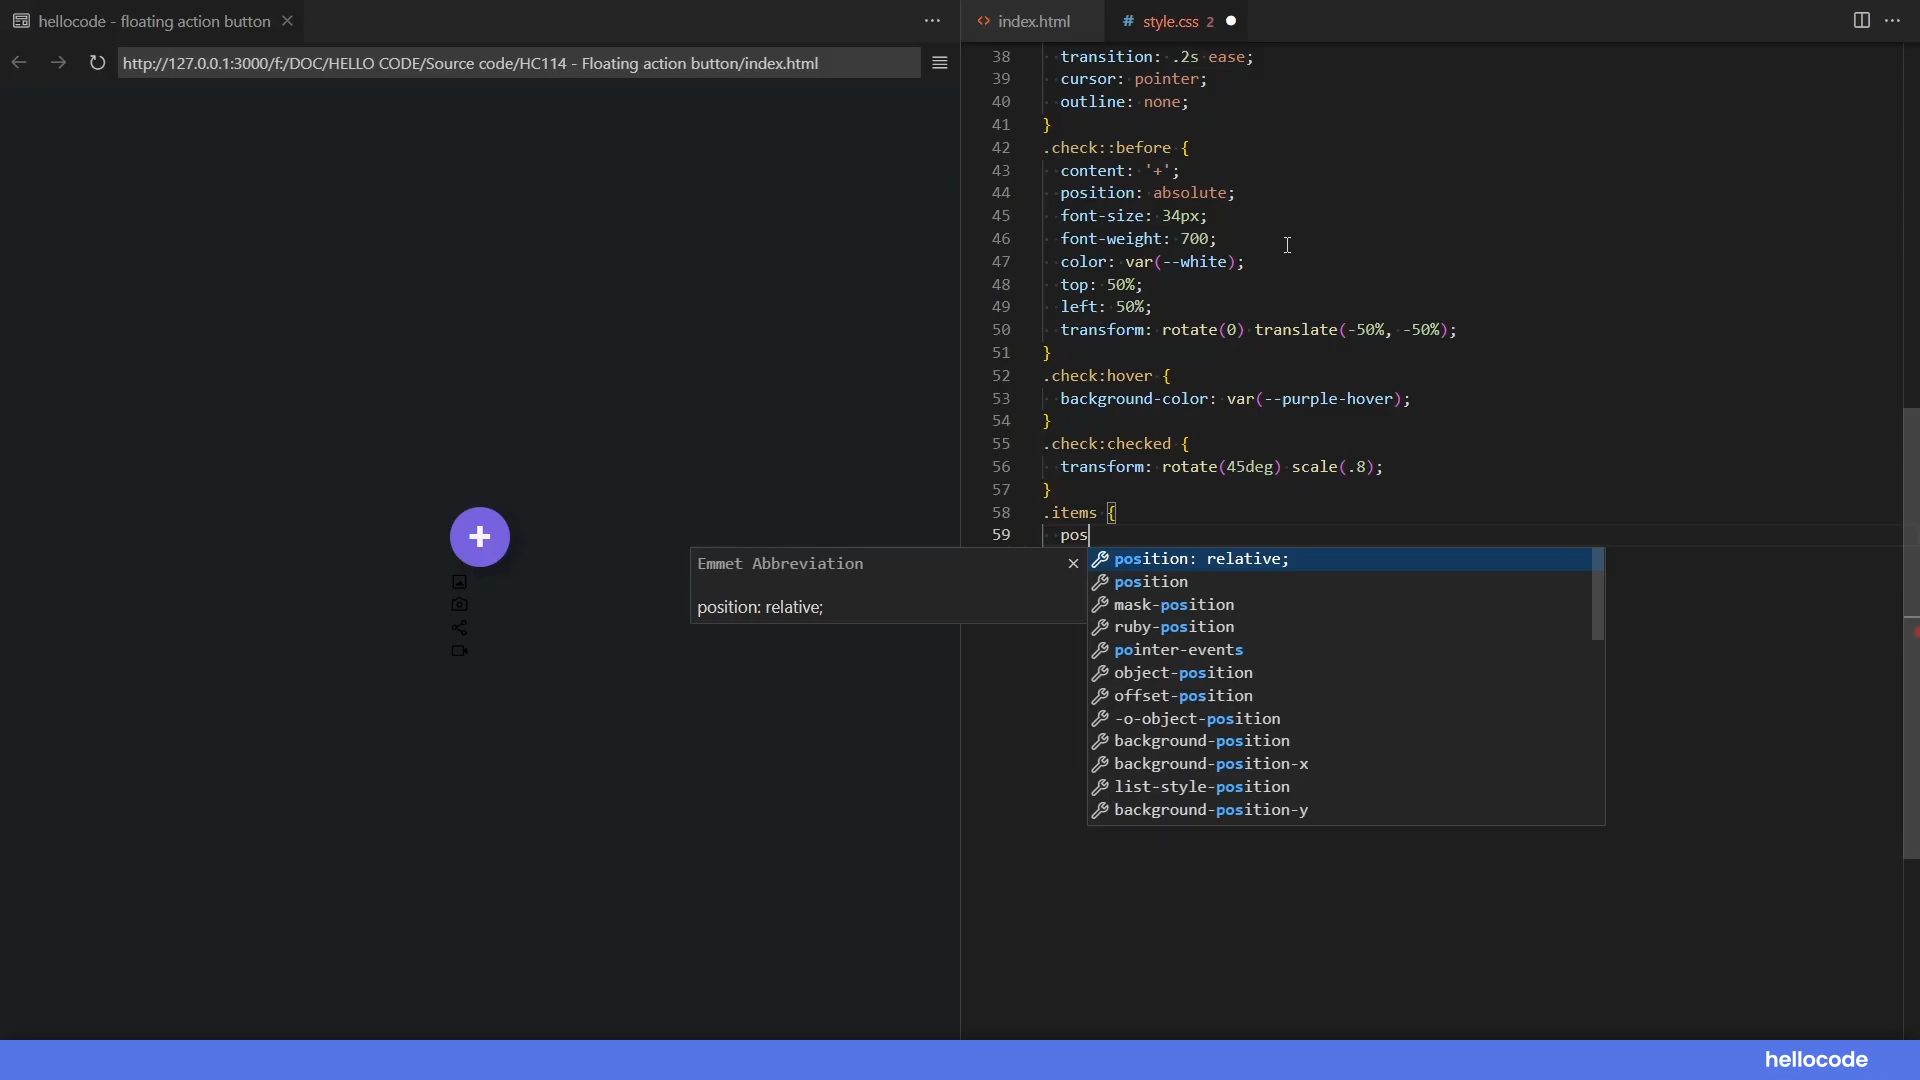 hellocode - floating action button
index.html
style.css 2
http://127.0.0.1:3000/f:/DOC/HELLO CODE/Source code/HC114 - Floating action button/index.html
38 transition: .2s ease;
39 cursor: pointer;
40 outline: none;
41 }
42 .check::before {
43 content: '+';
44 position: absolute;
45 font-size: 34px;
46 font-weight: 700;
47 color: var(--white);
48 top: 50%;
49 left: 50%;
50 transform: rotate(0) translate(-50%, -50%);
51 }
52 .check:hover {
53 background-color: var(--purple-hover);
54 }
55 .check:checked {
56 transform: rotate(45deg) scale(.8);
57 }
58 .items {
59 pos
Emmet Abbreviation
position: relative;
position: relative;
position
mask-position
ruby-position
pointer-events
object-position
offset-position
-o-object-position
background-position
background-position-x
list-style-position
background-position-y
hellocode